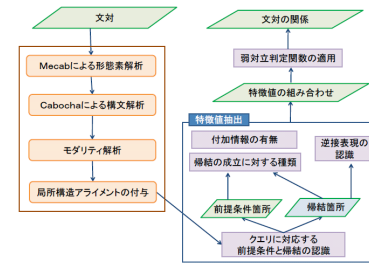 文対
Mecabによる形態素解析
Cabochaによる構文解析
モダリティ解析
局所構造アライメントの付与
文対の関係
弱対立判定関数の適用
特徴値の組み合わせ
特徴値抽出
付加情報の有無
帰結の成立に対する種類
逆接表現の
認識
前提条件箇所
帰結箇所
クエリに対応する
前提条件と帰結の認識